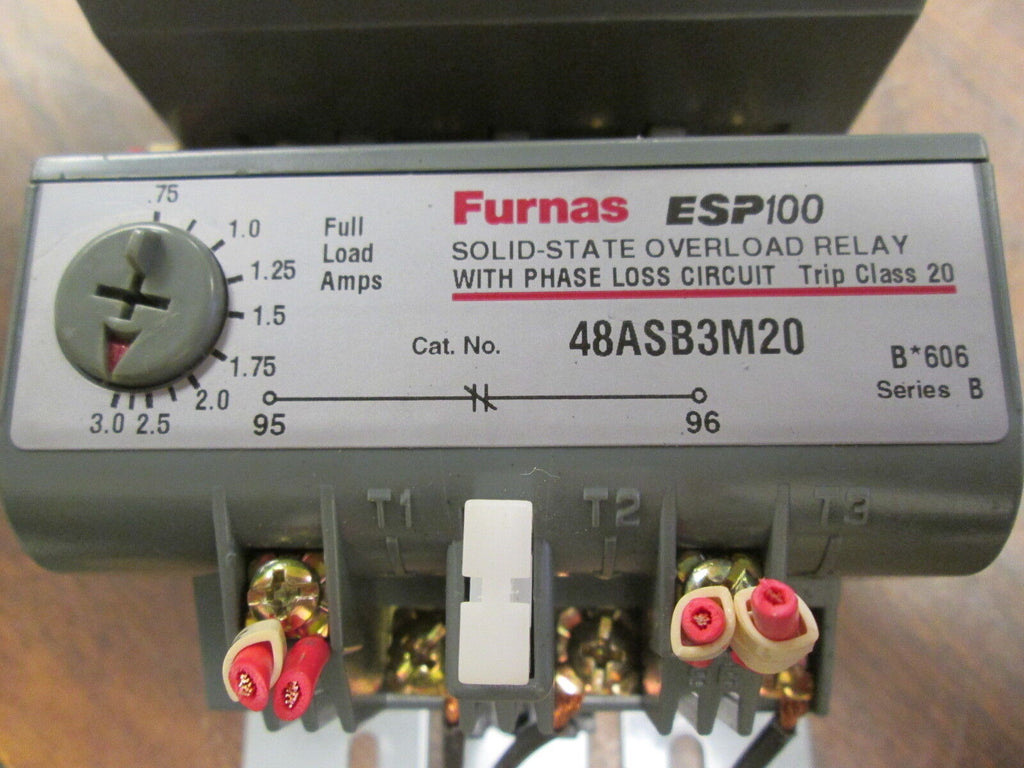 Furnas ESP100
SOLID-STATE OVERLOAD RELAY
WITH PHASE LOSS CIRCUIT Trip Class 20
Cat. No. 48ASB3M20
B*606
Series B
Full
Load
Amps
.75
1.0
1.25
1.5
1.75
2.0
2.5
3.0
95
96
T1
T2
T3